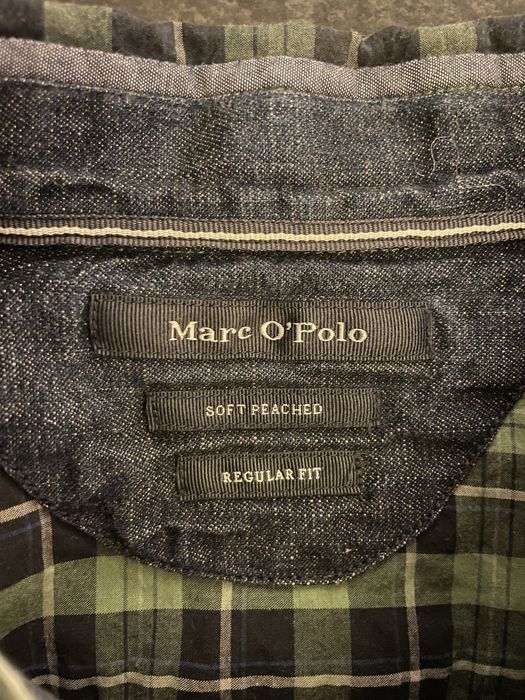 Marc O'Polo
SOFT PEACHED
REGULAR FIT